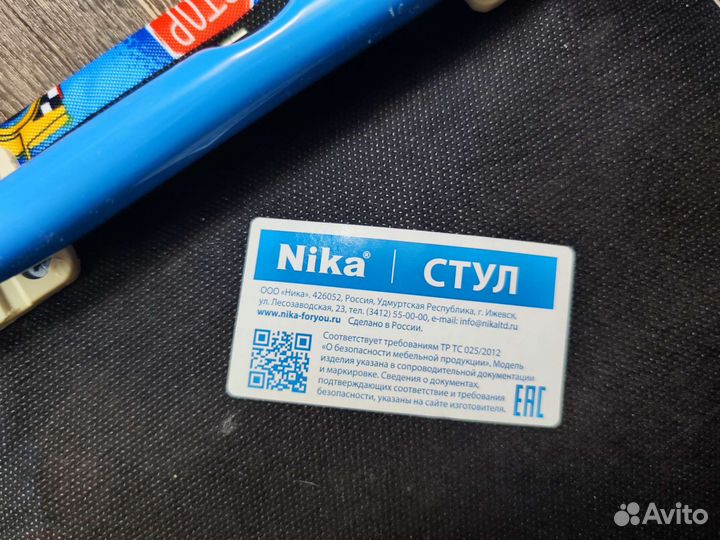 ОТОР
Nika® | СТУЛ
ООО «Ника», 426052, Россия, Удмуртская Республика, г. Ижевск,
ул. Лесозаводская, 23, тел. (3412) 55-00-00, e-mail: info@nikaltd.ru
www.nika-foryou.ru Сделано в России.
Соответствует требованиям ТР ТС 025/2012
«О безопасности мебельной продукции». Модель
изделия указана в сопроводительной документации
и маркировке. Сведения о документах,
подтверждающих соответствие и требования
безопасности, указаны на сайте изготовителя.
EAC
Avito